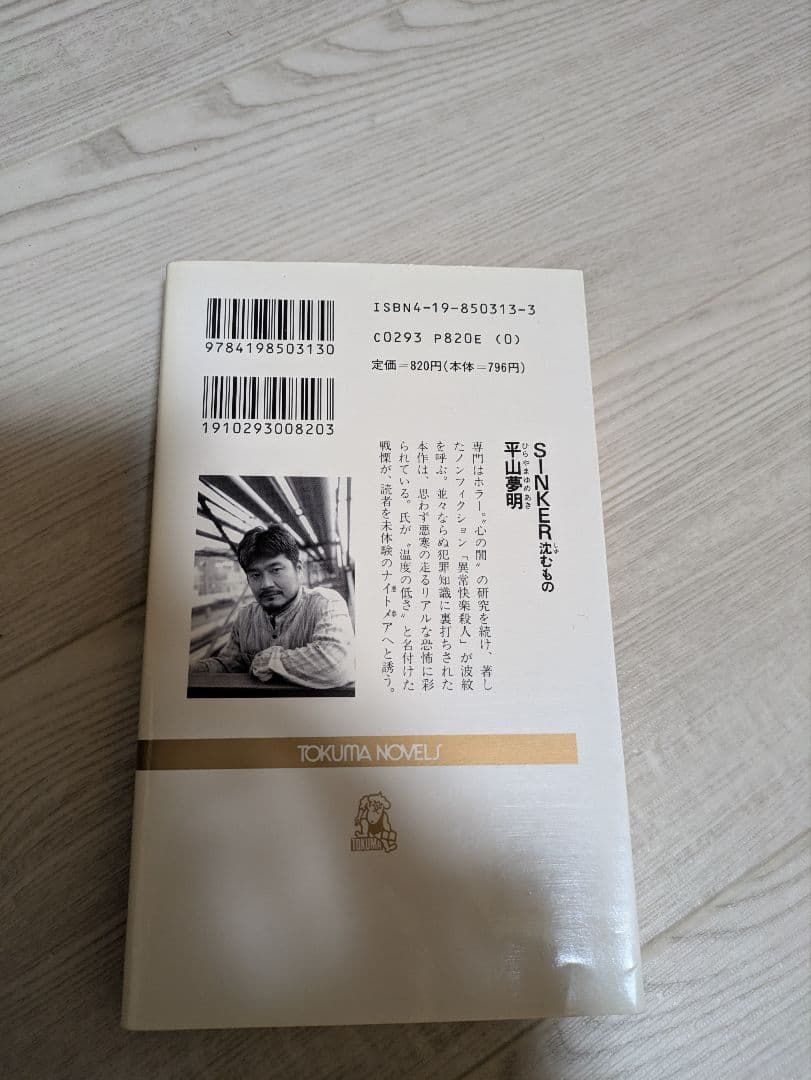 9784198503130
ISBN4-19-850313-3
C0293 P820E (0)
定価=820円(本体=796円)
1910293008203
SINKER沈むもの
しず
平山夢明
ひらやまゆめあき
専門はホラー。〝心の闇〟の研究を続け、著し
たノンフィクション「異常快楽殺人」が波紋
を呼ぶ。並々ならぬ犯罪知識に裏打ちされた
本作は、思わず悪寒の走るリアルな恐怖に彩
られている。氏が〝温度の低さ〟と名付けた
戦慄が、読者を未体験のナイトメアへと誘う。
TOKUMA NOVELS
TOKUMA